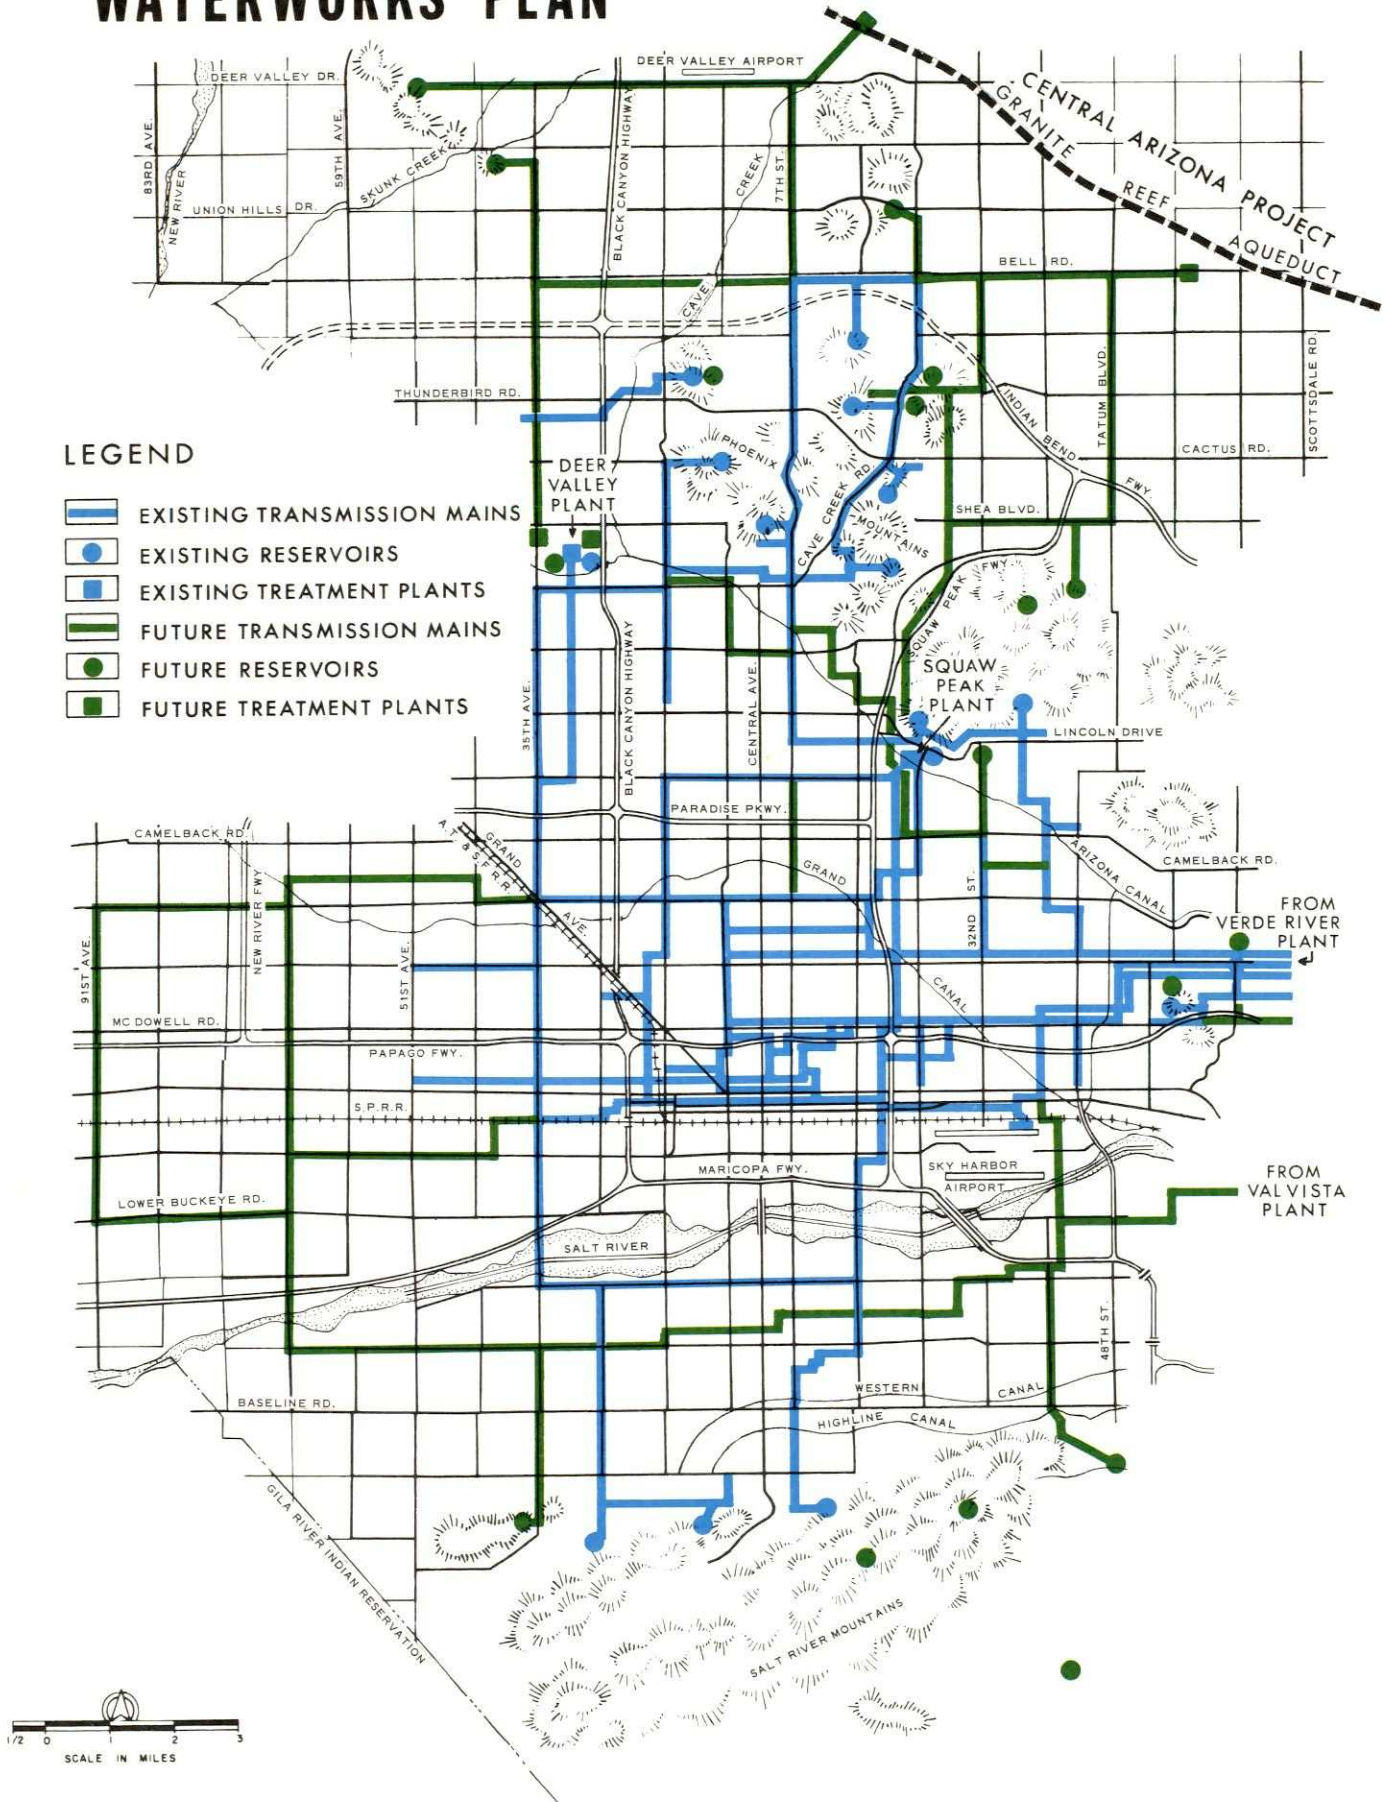 WATERWORKS PLAN
DEER VALLEY AIRPORT
DEER VALLEY DR.
CENTRAL ARIZONA PROJECT
GRANITE
REEF
AQUEDUCT
83RD AVE.
NEW RIVER
59TH AVE.
SKUNK CREEK
UNION HILLS DR.
BLACK CANYON HIGHWAY
CREEK
CAVE
7TH ST.
BELL RD.
THUNDERBIRD RD.
TATUM BLVD.
SCOTTSDALE RD.
INDIAN BEND
FWY.
CACTUS RD.
PHOENIX
MOUNTAINS
CAVE CREEK RD.
SHEA BLVD.
LEGEND
EXISTING TRANSMISSION MAINS
EXISTING RESERVOIRS
EXISTING TREATMENT PLANTS
FUTURE TRANSMISSION MAINS
FUTURE RESERVOIRS
FUTURE TREATMENT PLANTS
DEER
VALLEY
PLANT
SQUAW PEAK FWY.
SQUAW
PEAK
PLANT
35TH AVE.
BLACK CANYON HIGHWAY
CENTRAL AVE.
LINCOLN DRIVE
PARADISE PKWY.
CAMELBACK RD.
A.T. & S.F. R.R.
GRAND
AVE.
GRAND
CANAL
32ND ST.
ARIZONA CANAL
CAMELBACK RD.
FROM
VERDE RIVER
PLANT
91ST AVE.
NEW RIVER FWY
51ST AVE.
MC DOWELL RD.
PAPAGO FWY.
S.P.R.R.
MARICOPA FWY.
SKY HARBOR
AIRPORT
FROM
VAL VISTA
PLANT
LOWER BUCKEYE RD.
SALT RIVER
48TH ST.
BASELINE RD.
WESTERN CANAL
HIGHLINE CANAL
GILA RIVER INDIAN RESERVATION
SALT RIVER MOUNTAINS
1/2 0 1 2 3
SCALE IN MILES